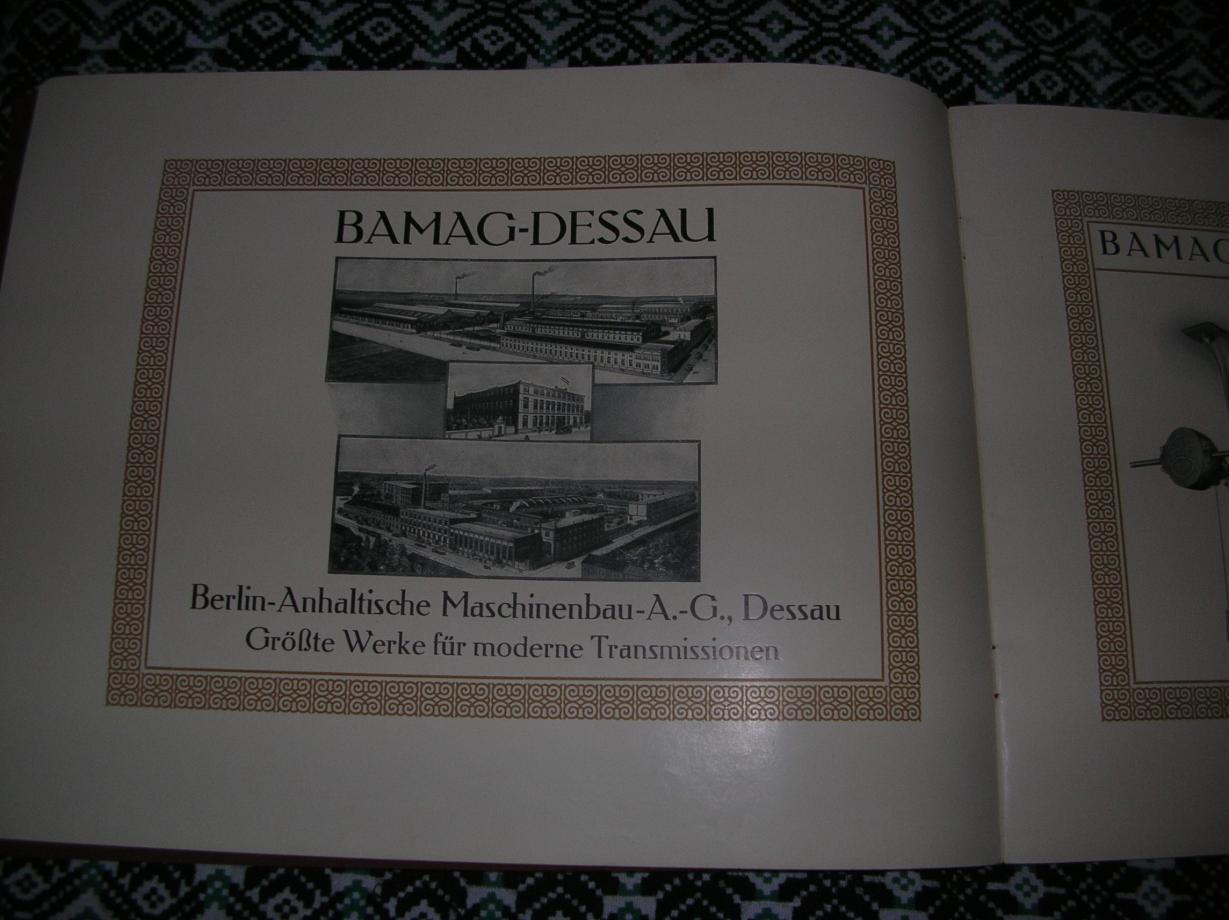 BAMAG-DESSAU
Berlin-Anhaltische Maschinenbau-A.-G., Dessau
Größte Werke für moderne Transmissionen
BAMAG